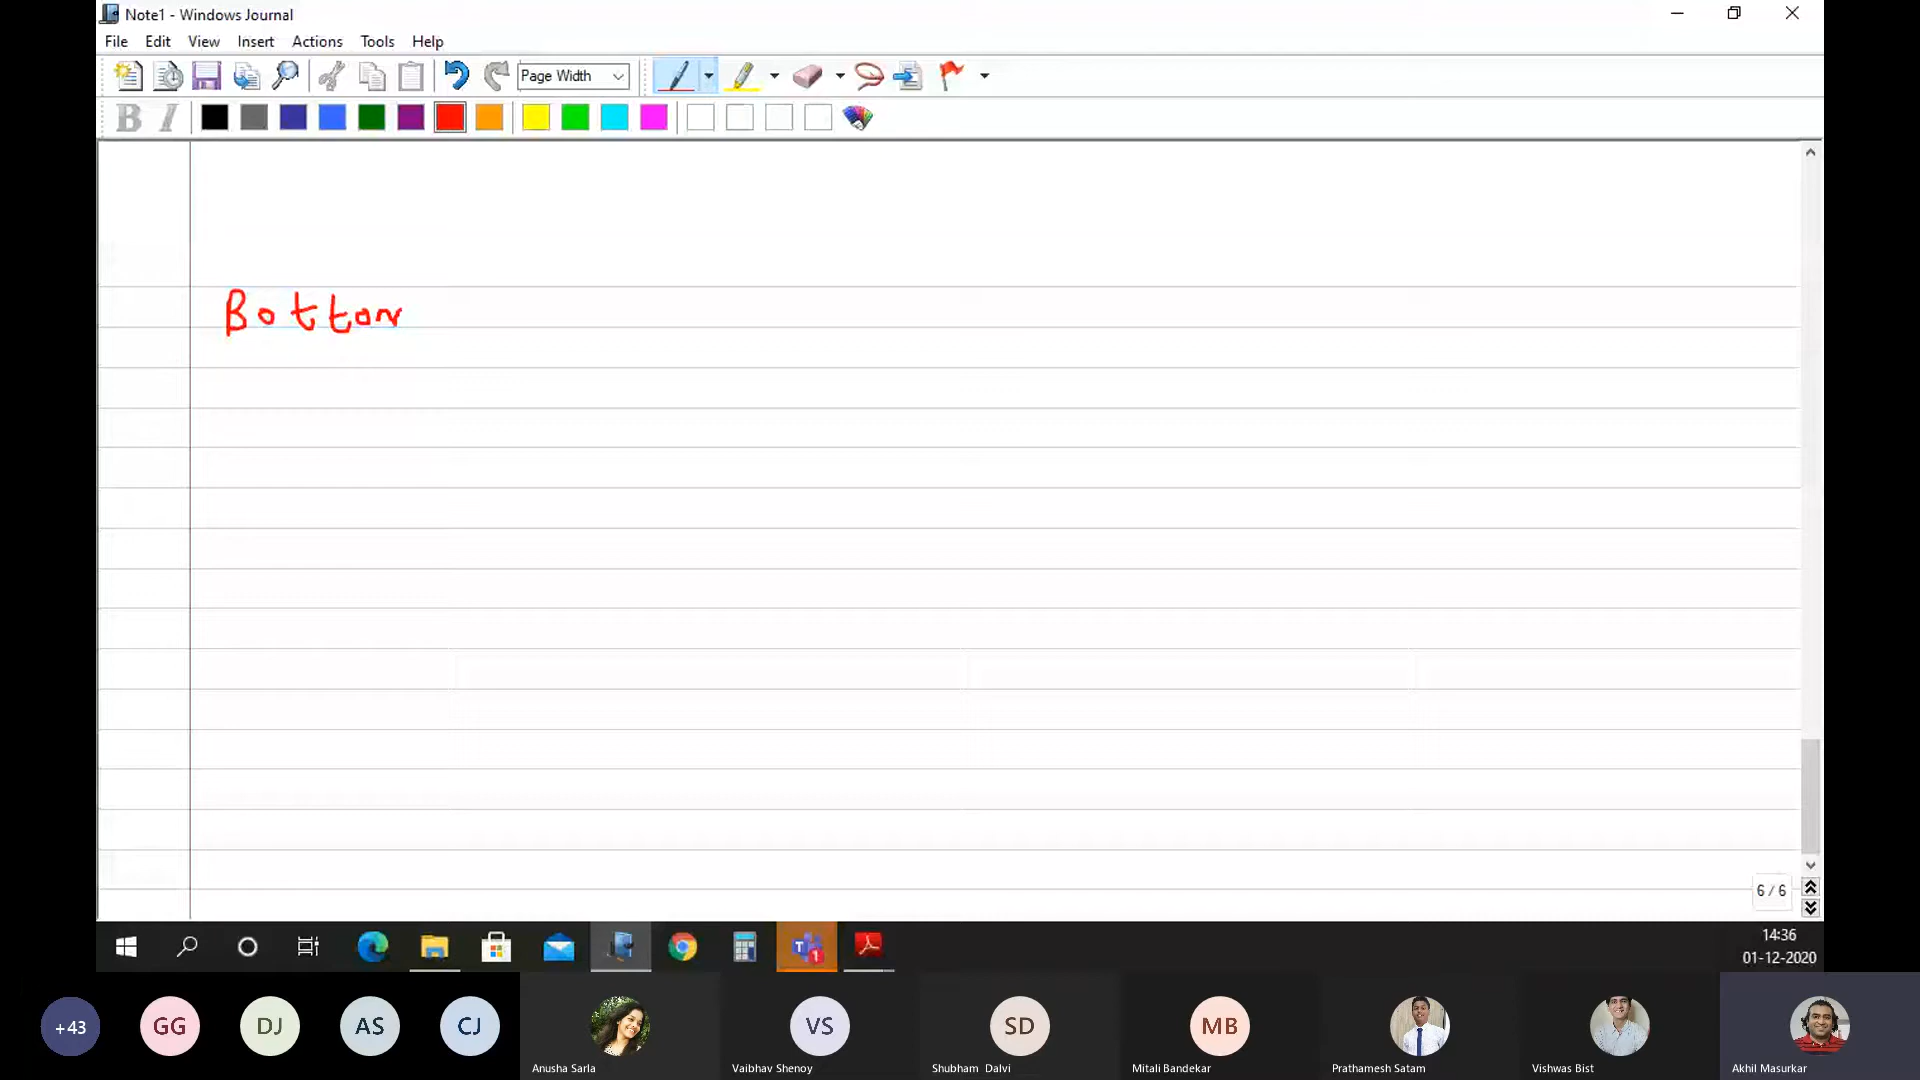 Note1 - Windows Journal
File Edit View Insert Actions Tools Help
Page Width
B I
Bottom
6 / 6
14:36
01-12-2020
+43 GG DJ AS CJ VS SD MB
Anusha Sarla Vaibhav Shenoy Shubham Dalvi Mitali Bandekar Prathamesh Satam Vishwas Bist Akhil Masurkar